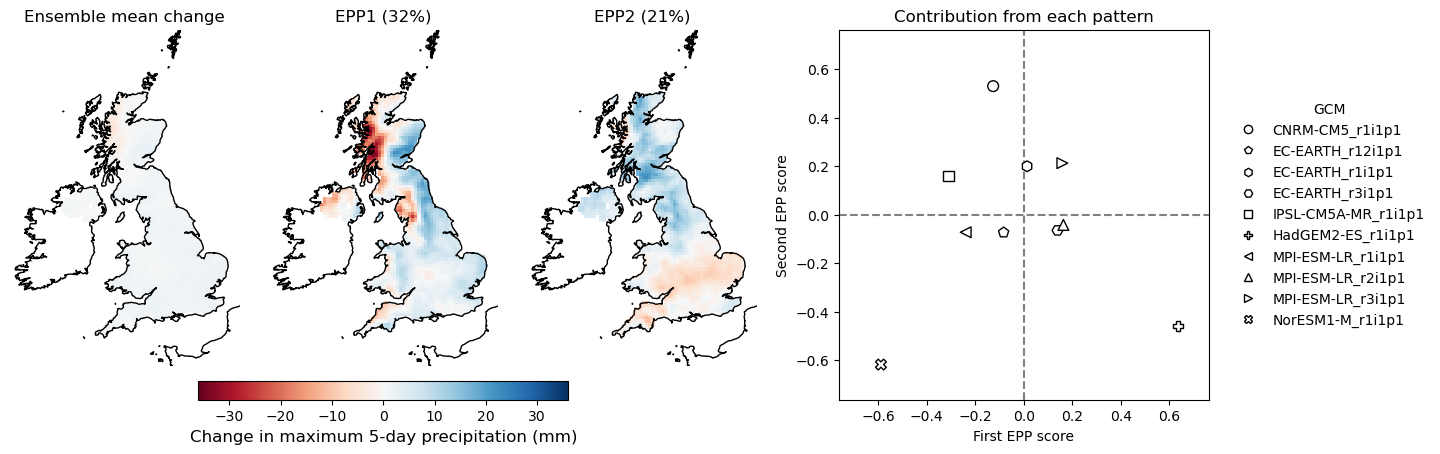 Ensemble mean change
EPP1 (32%)
EPP2 (21%)
−30 −20 −10 0 10 20 30
Change in maximum 5-day precipitation (mm)
Contribution from each pattern
Second EPP score
0.6
0.4
0.2
0.0
−0.2
−0.4
−0.6
−0.6 −0.4 −0.2 0.0 0.2 0.4 0.6
First EPP score
GCM
CNRM-CM5_r1i1p1
EC-EARTH_r12i1p1
EC-EARTH_r1i1p1
EC-EARTH_r3i1p1
IPSL-CM5A-MR_r1i1p1
HadGEM2-ES_r1i1p1
MPI-ESM-LR_r1i1p1
MPI-ESM-LR_r2i1p1
MPI-ESM-LR_r3i1p1
NorESM1-M_r1i1p1